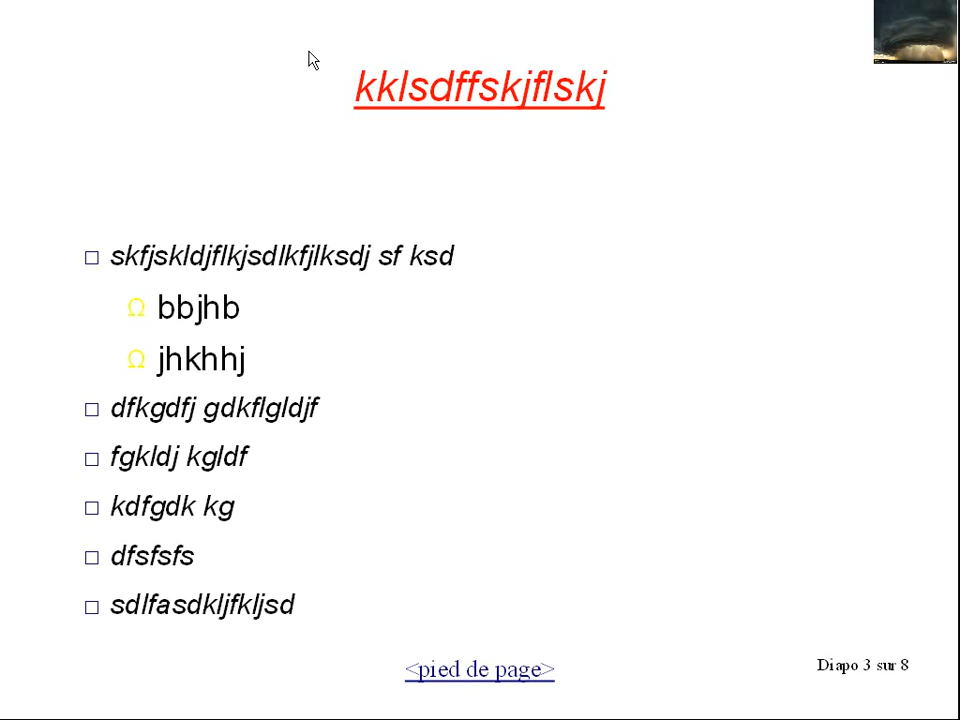 kklsdffskjflskj
□ skfjskldjflkjsdlkfjlksdj sf ksd
Ω bbjhb
Ω jhkhhj
□ dfkgdfj gdkflgldjf
□ fgkldj kgldf
□ kdfgdk kg
□ dfsfsfs
□ sdlfasdkljfkljsd
<pied de page>
Diapo 3 sur 8